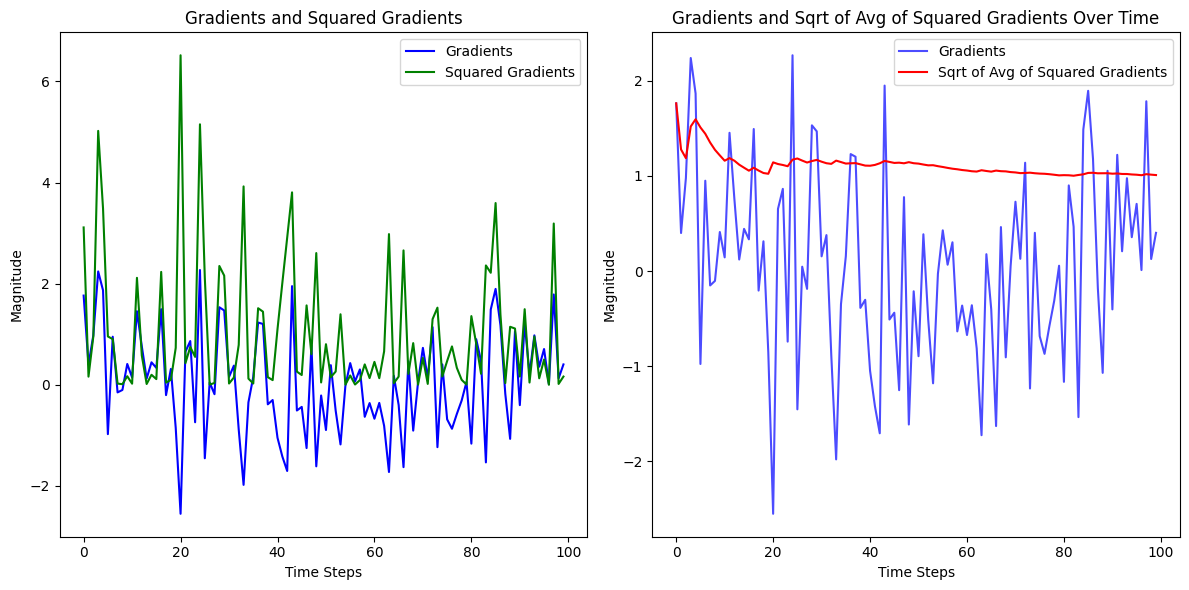 Gradients and Squared Gradients
Gradients
Squared Gradients
6
4
2
0
−2
Magnitude
0 20 40 60 80 100
Time Steps
Gradients and Sqrt of Avg of Squared Gradients Over Time
Gradients
Sqrt of Avg of Squared Gradients
2
1
0
−1
−2
Magnitude
0 20 40 60 80 100
Time Steps